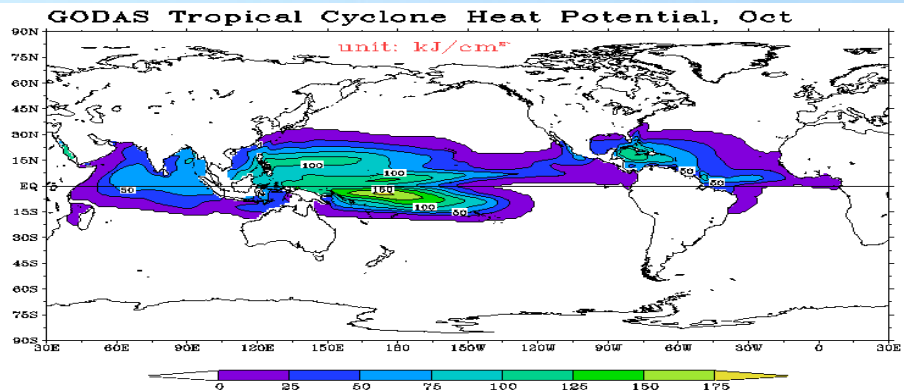 GODAS Tropical Cyclone Heat Potential, Oct
unit: kJ/cm²
90N
75N
60N
45N
30N
15N
100
50
100
50
EQ
50
150
100
50
15S
30S
45S
60S
75S
90S
30E 60E 90E 120E 150E 180 150W 120W 90W 60W 30W 0 30E
0 25 50 75 100 125 150 175